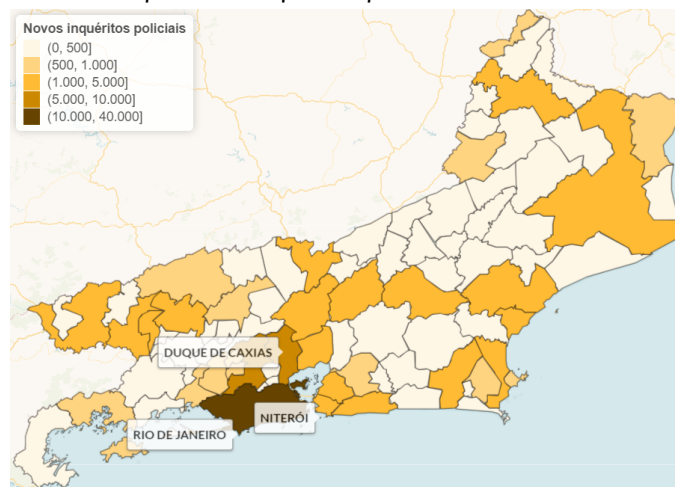 Novos inquéritos policiais
(0, 500]
(500, 1.000]
(1.000, 5.000]
(5.000, 10.000]
(10.000, 40.000]
DUQUE DE CAXIAS
NITERÓI
RIO DE JANEIRO